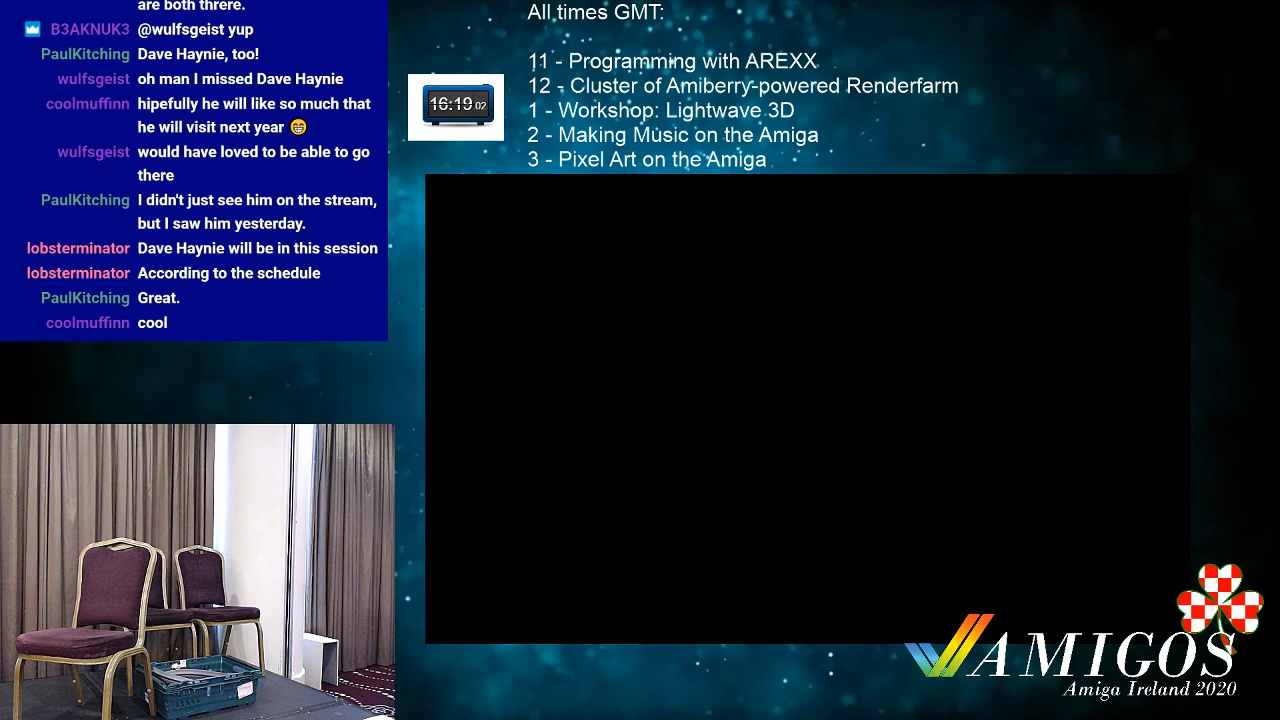 are both threre.
B3AKNUK3 @wulfsgeist yup
PaulKitching Dave Haynie, too!
wulfsgeist oh man I missed Dave Haynie
coolmuffinn hipefully he will like so much that
he will visit next year 😁
wulfsgeist would have loved to be able to go
there
PaulKitching I didn't just see him on the stream,
but I saw him yesterday.
lobsterminator Dave Haynie will be in this session
lobsterminator According to the schedule
PaulKitching Great.
coolmuffinn cool
16:19 02
All times GMT:
11 - Programming with AREXX
12 - Cluster of Amiberry-powered Renderfarm
1 - Workshop: Lightwave 3D
2 - Making Music on the Amiga
3 - Pixel Art on the Amiga
AMIGOS
Amiga Ireland 2020